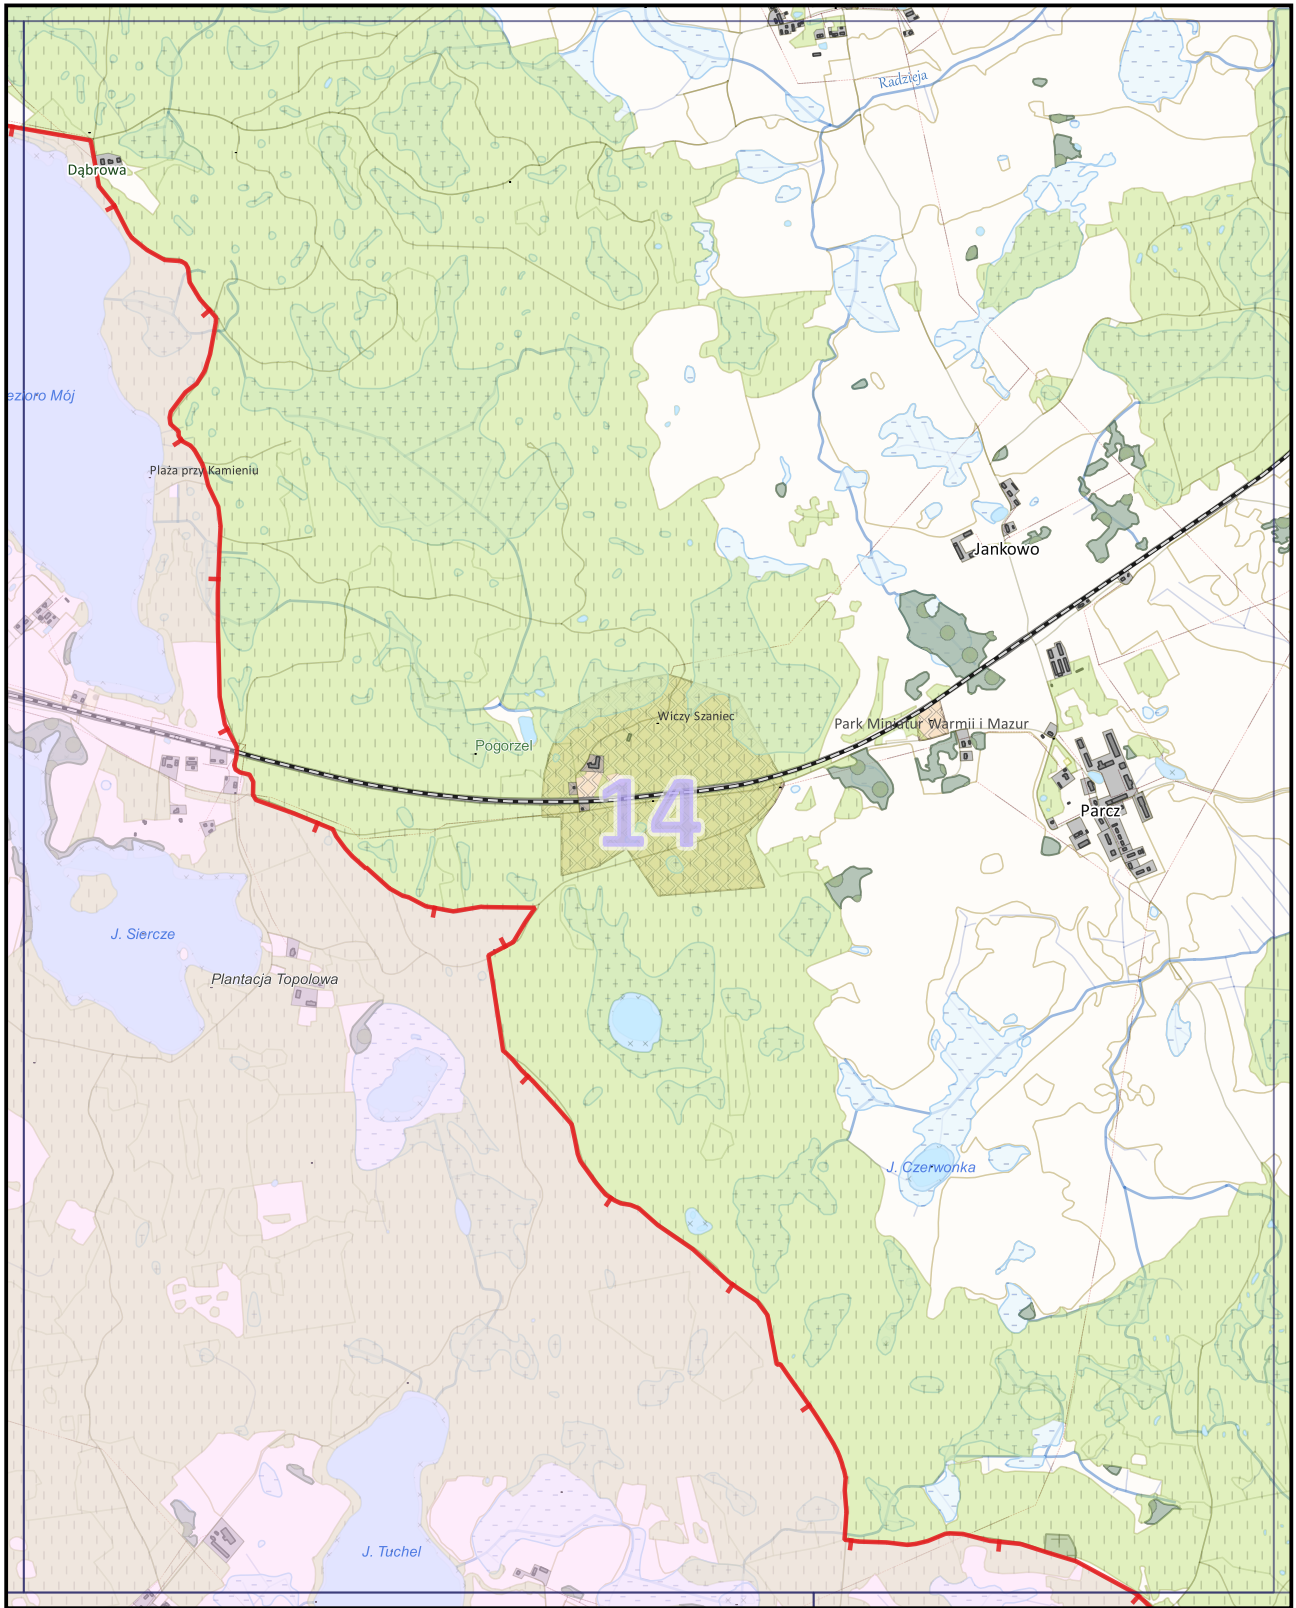 Radzieja
Dąbrowa
ezioro Mój
Plaża przy Kamieniu
Jankowo
Wiczy Szaniec
Park Miniatur Warmii i Mazur
Pogorzel
14
Parcz
J. Siercze
Plantacja Topolowa
J. Czerwonka
J. Tuchel